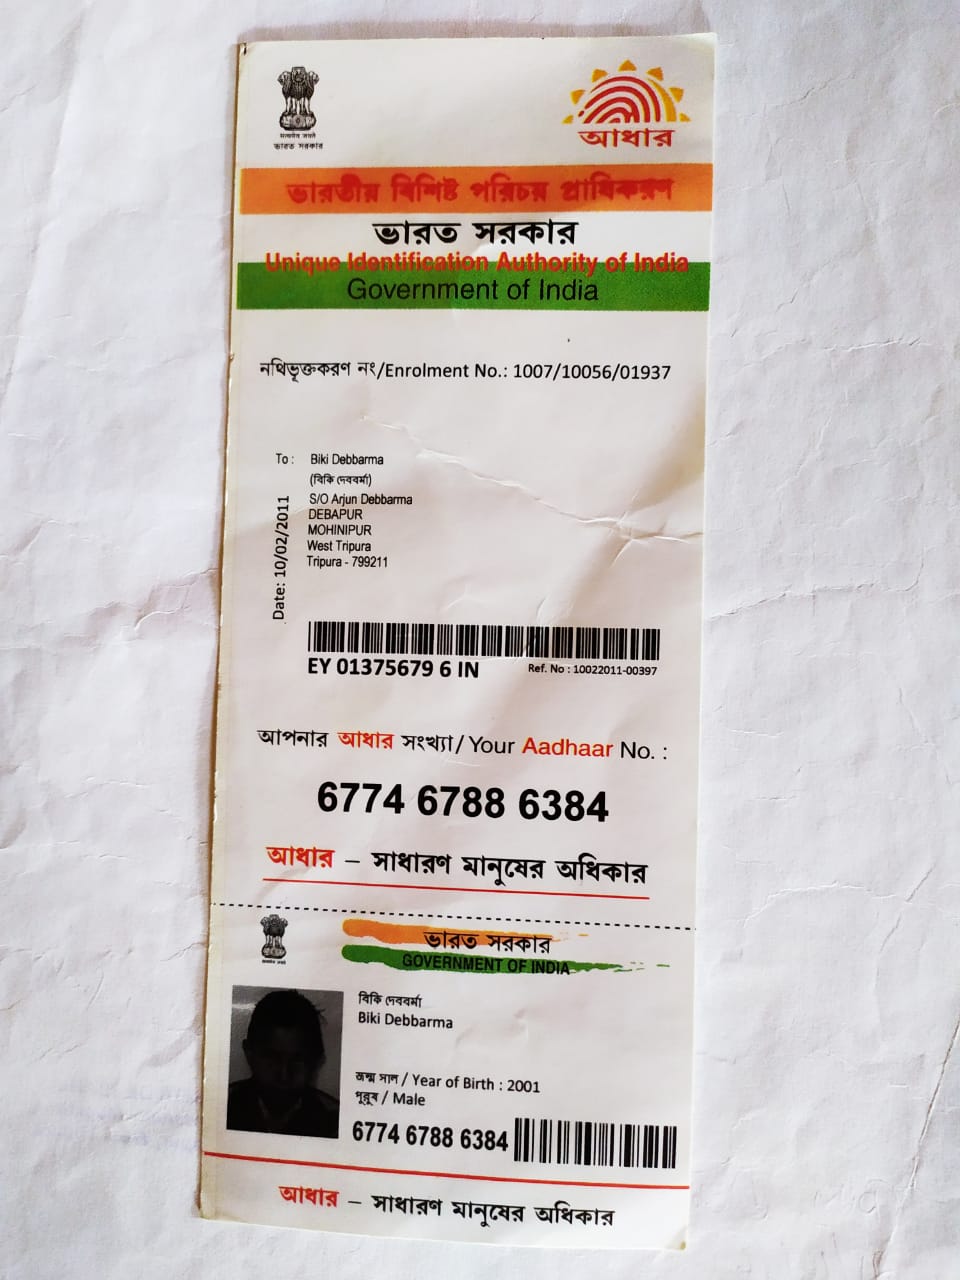 सत्यमेव जयते
ভারত সরকার
আধাৰ
ভারতীয় বিশিষ্ট পরিচয় প্রাধিকরণ
ভারত সরকার
Unique Identification Authority of India
Government of India
নথিভূক্তকরণ নং/Enrolment No.: 1007/10056/01937
To : Biki Debbarma
(বিকি দেববর্মা)
S/O Arjun Debbarma
DEBAPUR
MOHINIPUR
West Tripura
Tripura - 799211
Date: 10/02/2011
EY 01375679 6 IN
Ref. No : 10022011-00397
আপনার আধার সংখ্যা/ Your Aadhaar No. :
6774 6788 6384
আধার – সাধারণ মানুষের অধিকার
ভারত সরকার
GOVERNMENT OF INDIA
বিকি দেববর্মা
Biki Debbarma
জন্ম সাল / Year of Birth : 2001
পুরুষ / Male
6774 6788 6384
আধার – সাধারণ মানুষের অধিকার